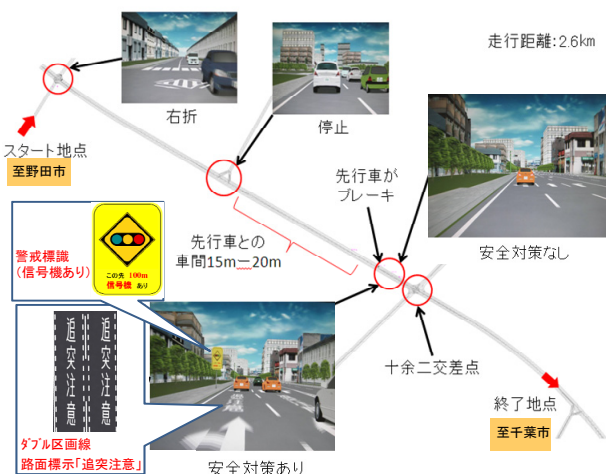 走行距離:2.6km
右折
停止
スタート地点
至野田市
先行車が
ブレーキ
安全対策なし
先行車との
車間15m－20m
警戒標識
(信号機あり)
この先 100m
信号機 あり
追突注意
追突注意
十余二交差点
終了地点
至千葉市
ダブル区画線
路面標示「追突注意」
安全対策あり